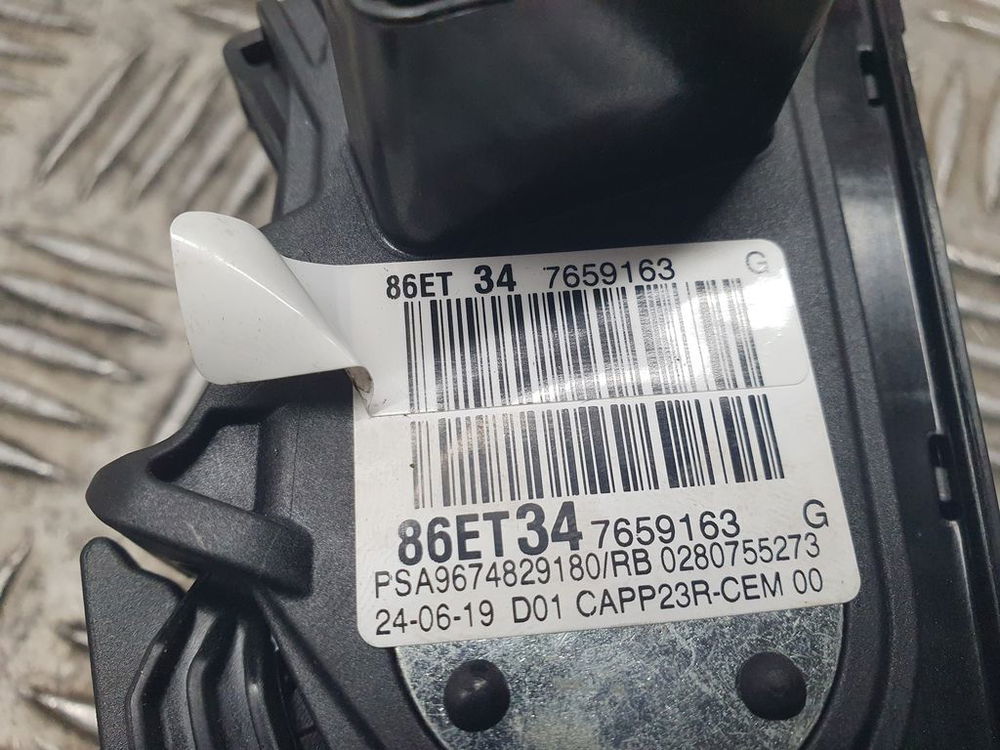 86ET 34 7659163 G
86ET34 7659163 G
PSA9674829180/RB 0280755273
24-06-19 D01 CAPP23R-CEM 00